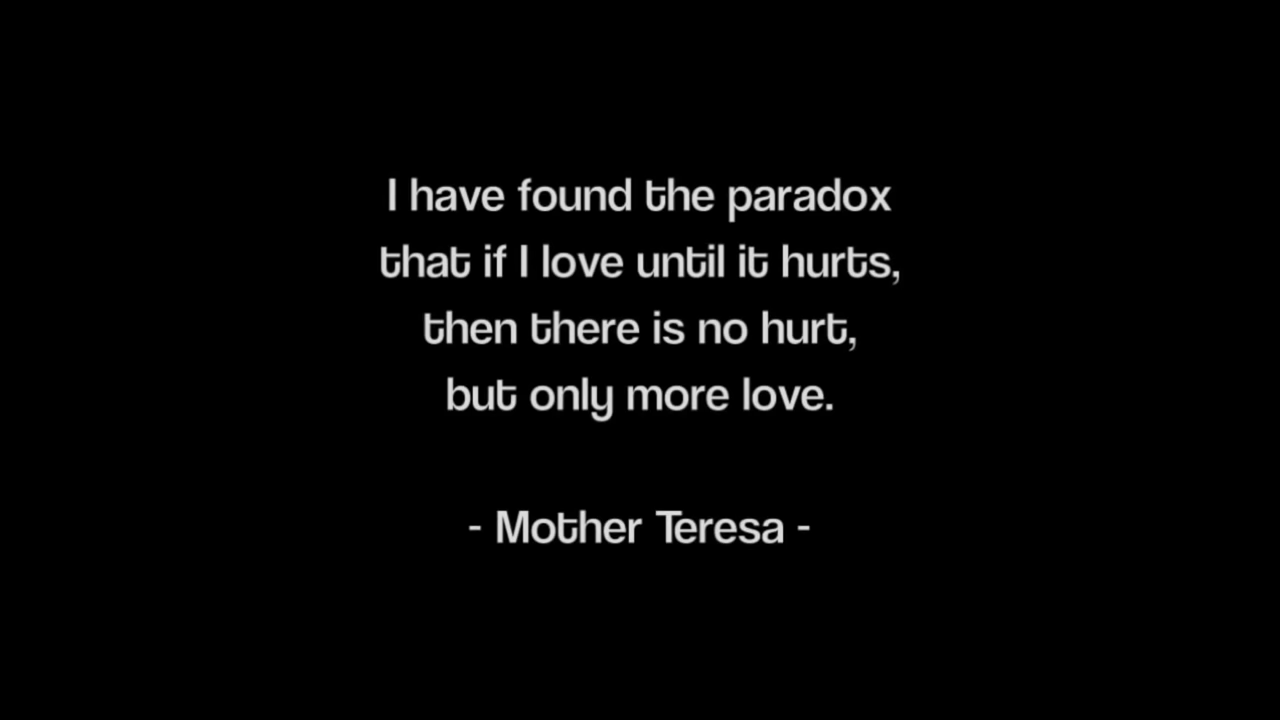 I have found the paradox
that if I love until it hurts,
then there is no hurt,
but only more love.
- Mother Teresa -